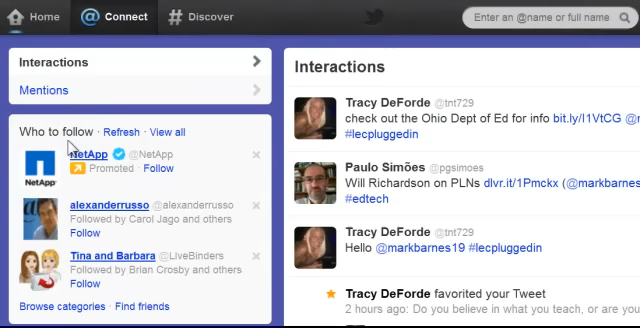 Home
Connect
Discover
Enter an @name or full name
Interactions
Mentions
Who to follow · Refresh · View all
NetApp @NetApp
Promoted · Follow
NetApp
alexanderrusso @alexanderrusso
Followed by Carol Jago and others
Follow
Tina and Barbara @LiveBinders
Followed by Brian Crosby and others
Follow
Browse categories · Find friends
Interactions
Tracy DeForde @tnt729
check out the Ohio Dept of Ed for info bit.ly/I1VtCG @
#lecpluggedin
Paulo Simões @pgsimoes
Will Richardson on PLNs dlvr.it/1Pmckx (@markbarnes
#edtech
Tracy DeForde @tnt729
Hello @markbarnes19 #lecpluggedin
Tracy DeForde favorited your Tweet
2 hours ago: Do you believe in what you teach, or are you